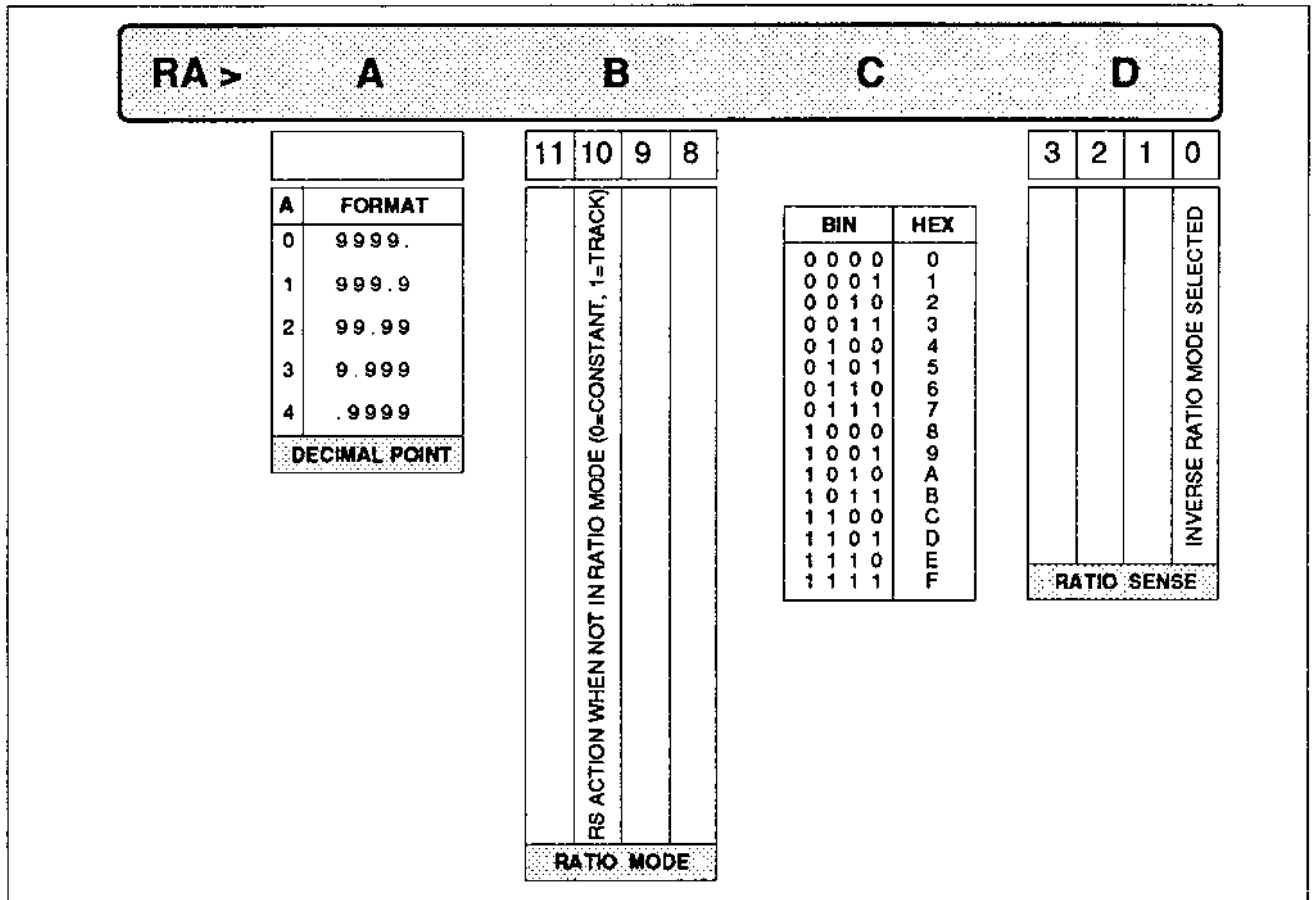 RA > A B C D
11 10 9 8
3 2 1 0
A FORMAT
0 9999.
1 999.9
2 99.99
3 9.999
4 .9999
DECIMAL POINT
RS ACTION WHEN NOT IN RATIO MODE (0=CONSTANT, 1=TRACK)
RATIO MODE
BIN HEX
0 0 0 0 0
0 0 0 1 1
0 0 1 0 2
0 0 1 1 3
0 1 0 0 4
0 1 0 1 5
0 1 1 0 6
0 1 1 1 7
1 0 0 0 8
1 0 0 1 9
1 0 1 0 A
1 0 1 1 B
1 1 0 0 C
1 1 0 1 D
1 1 1 0 E
1 1 1 1 F
INVERSE RATIO MODE SELECTED
RATIO SENSE